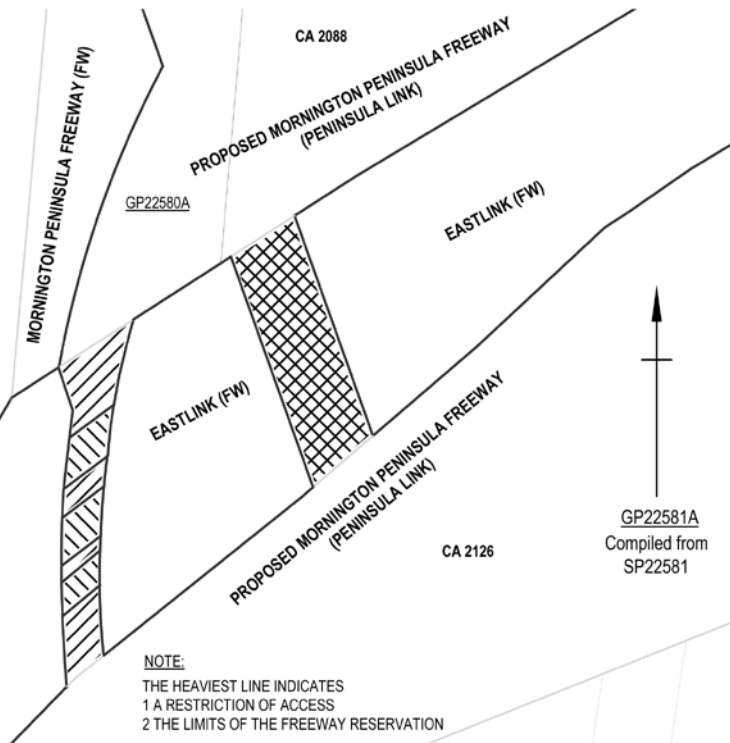 CA 2088
MORNINGTON PENINSULA FREEWAY (FW)
PROPOSED MORNINGTON PENINSULA FREEWAY
(PENINSULA LINK)
GP22580A
EASTLINK (FW)
EASTLINK (FW)
PROPOSED MORNINGTON PENINSULA FREEWAY
(PENINSULA LINK)
CA 2126
GP22581A
Compiled from
SP22581
NOTE:
THE HEAVIEST LINE INDICATES
1 A RESTRICTION OF ACCESS
2 THE LIMITS OF THE FREEWAY RESERVATION